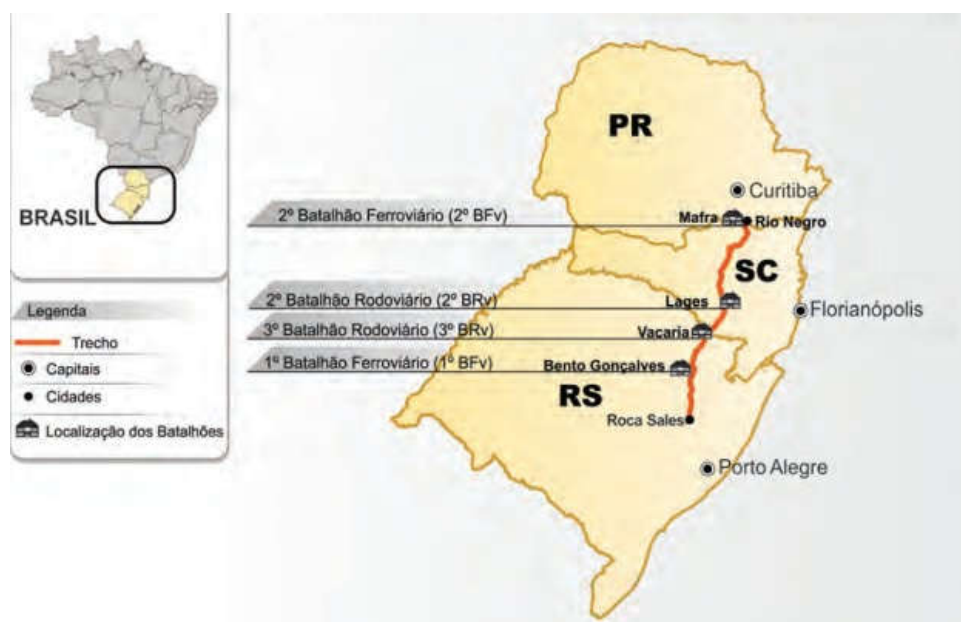 BRASIL
Legenda
Trecho
Capitais
Cidades
Localização dos Batalhões
PR
Curitiba
2º Batalhão Ferroviário (2º BFv)
Mafra
Rio Negro
SC
2º Batalhão Rodoviário (2º BRv)
Lages
Florianópolis
3º Batalhão Rodoviário (3º BRv)
Vacaria
1º Batalhão Ferroviário (1º BFv)
Bento Gonçalves
RS
Roca Sales
Porto Alegre